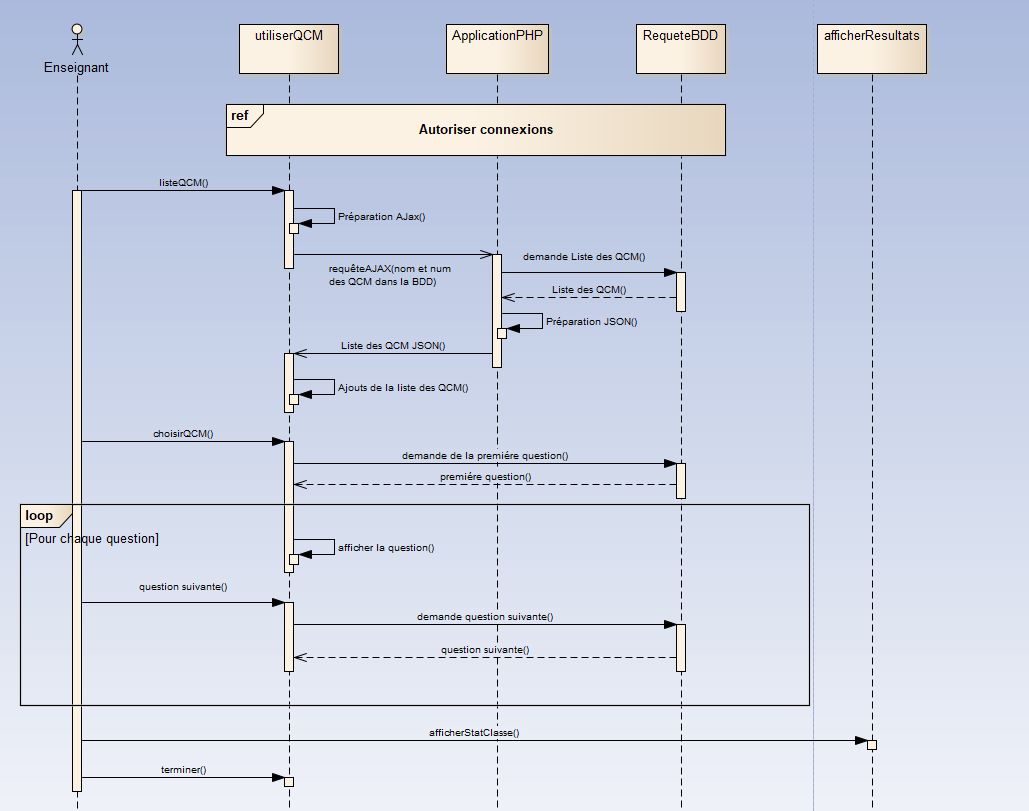 Enseignant
utiliserQCM
ApplicationPHP
RequeteBDD
afficherResultats
ref
Autoriser connexions
listeQCM()
Préparation AJax()
requêteAJAX(nom et num
des QCM dans la BDD)
demande Liste des QCM()
Liste des QCM()
Préparation JSON()
Liste des QCM JSON()
Ajouts de la liste des QCM()
choisirQCM()
demande de la premiére question()
premiére question()
loop
[Pour chaque question]
afficher la question()
question suivante()
demande question suivante()
question suivante()
afficherStatClasse()
terminer()